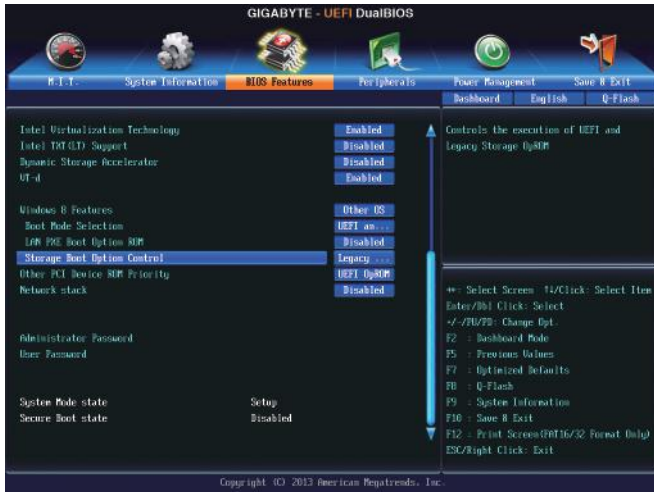 GIGABYTE - UEFI DualBIOS
M.I.T. System Information BIOS Features Peripherals Power Management Save & Exit
Dashboard English Q-Flash
Intel Virtualization Technology Enabled
Intel TXT(LT) Support Disabled
Dynamic Storage Accelerator Disabled
VT-d Enabled
Windows 8 Features Other OS
Boot Mode Selection UEFI an...
LAN PXE Boot Option ROM Disabled
Storage Boot Option Control Legacy ...
Other PCI Device ROM Priority UEFI OpROM
Network stack Disabled
Administrator Password
User Password
System Mode state Setup
Secure Boot state Disabled
Controls the execution of UEFI and
Legacy Storage OpROM
↔: Select Screen ↑↓/Click: Select Item
Enter/Dbl Click: Select
+/-/PU/PD: Change Opt.
F2 : Dashboard Mode
F5 : Previous Values
F7 : Optimized Defaults
F8 : Q-Flash
F9 : System Information
F10 : Save & Exit
F12 : Print Screen(FAT16/32 Format Only)
ESC/Right Click: Exit
Copyright (C) 2013 American Megatrends, Inc.